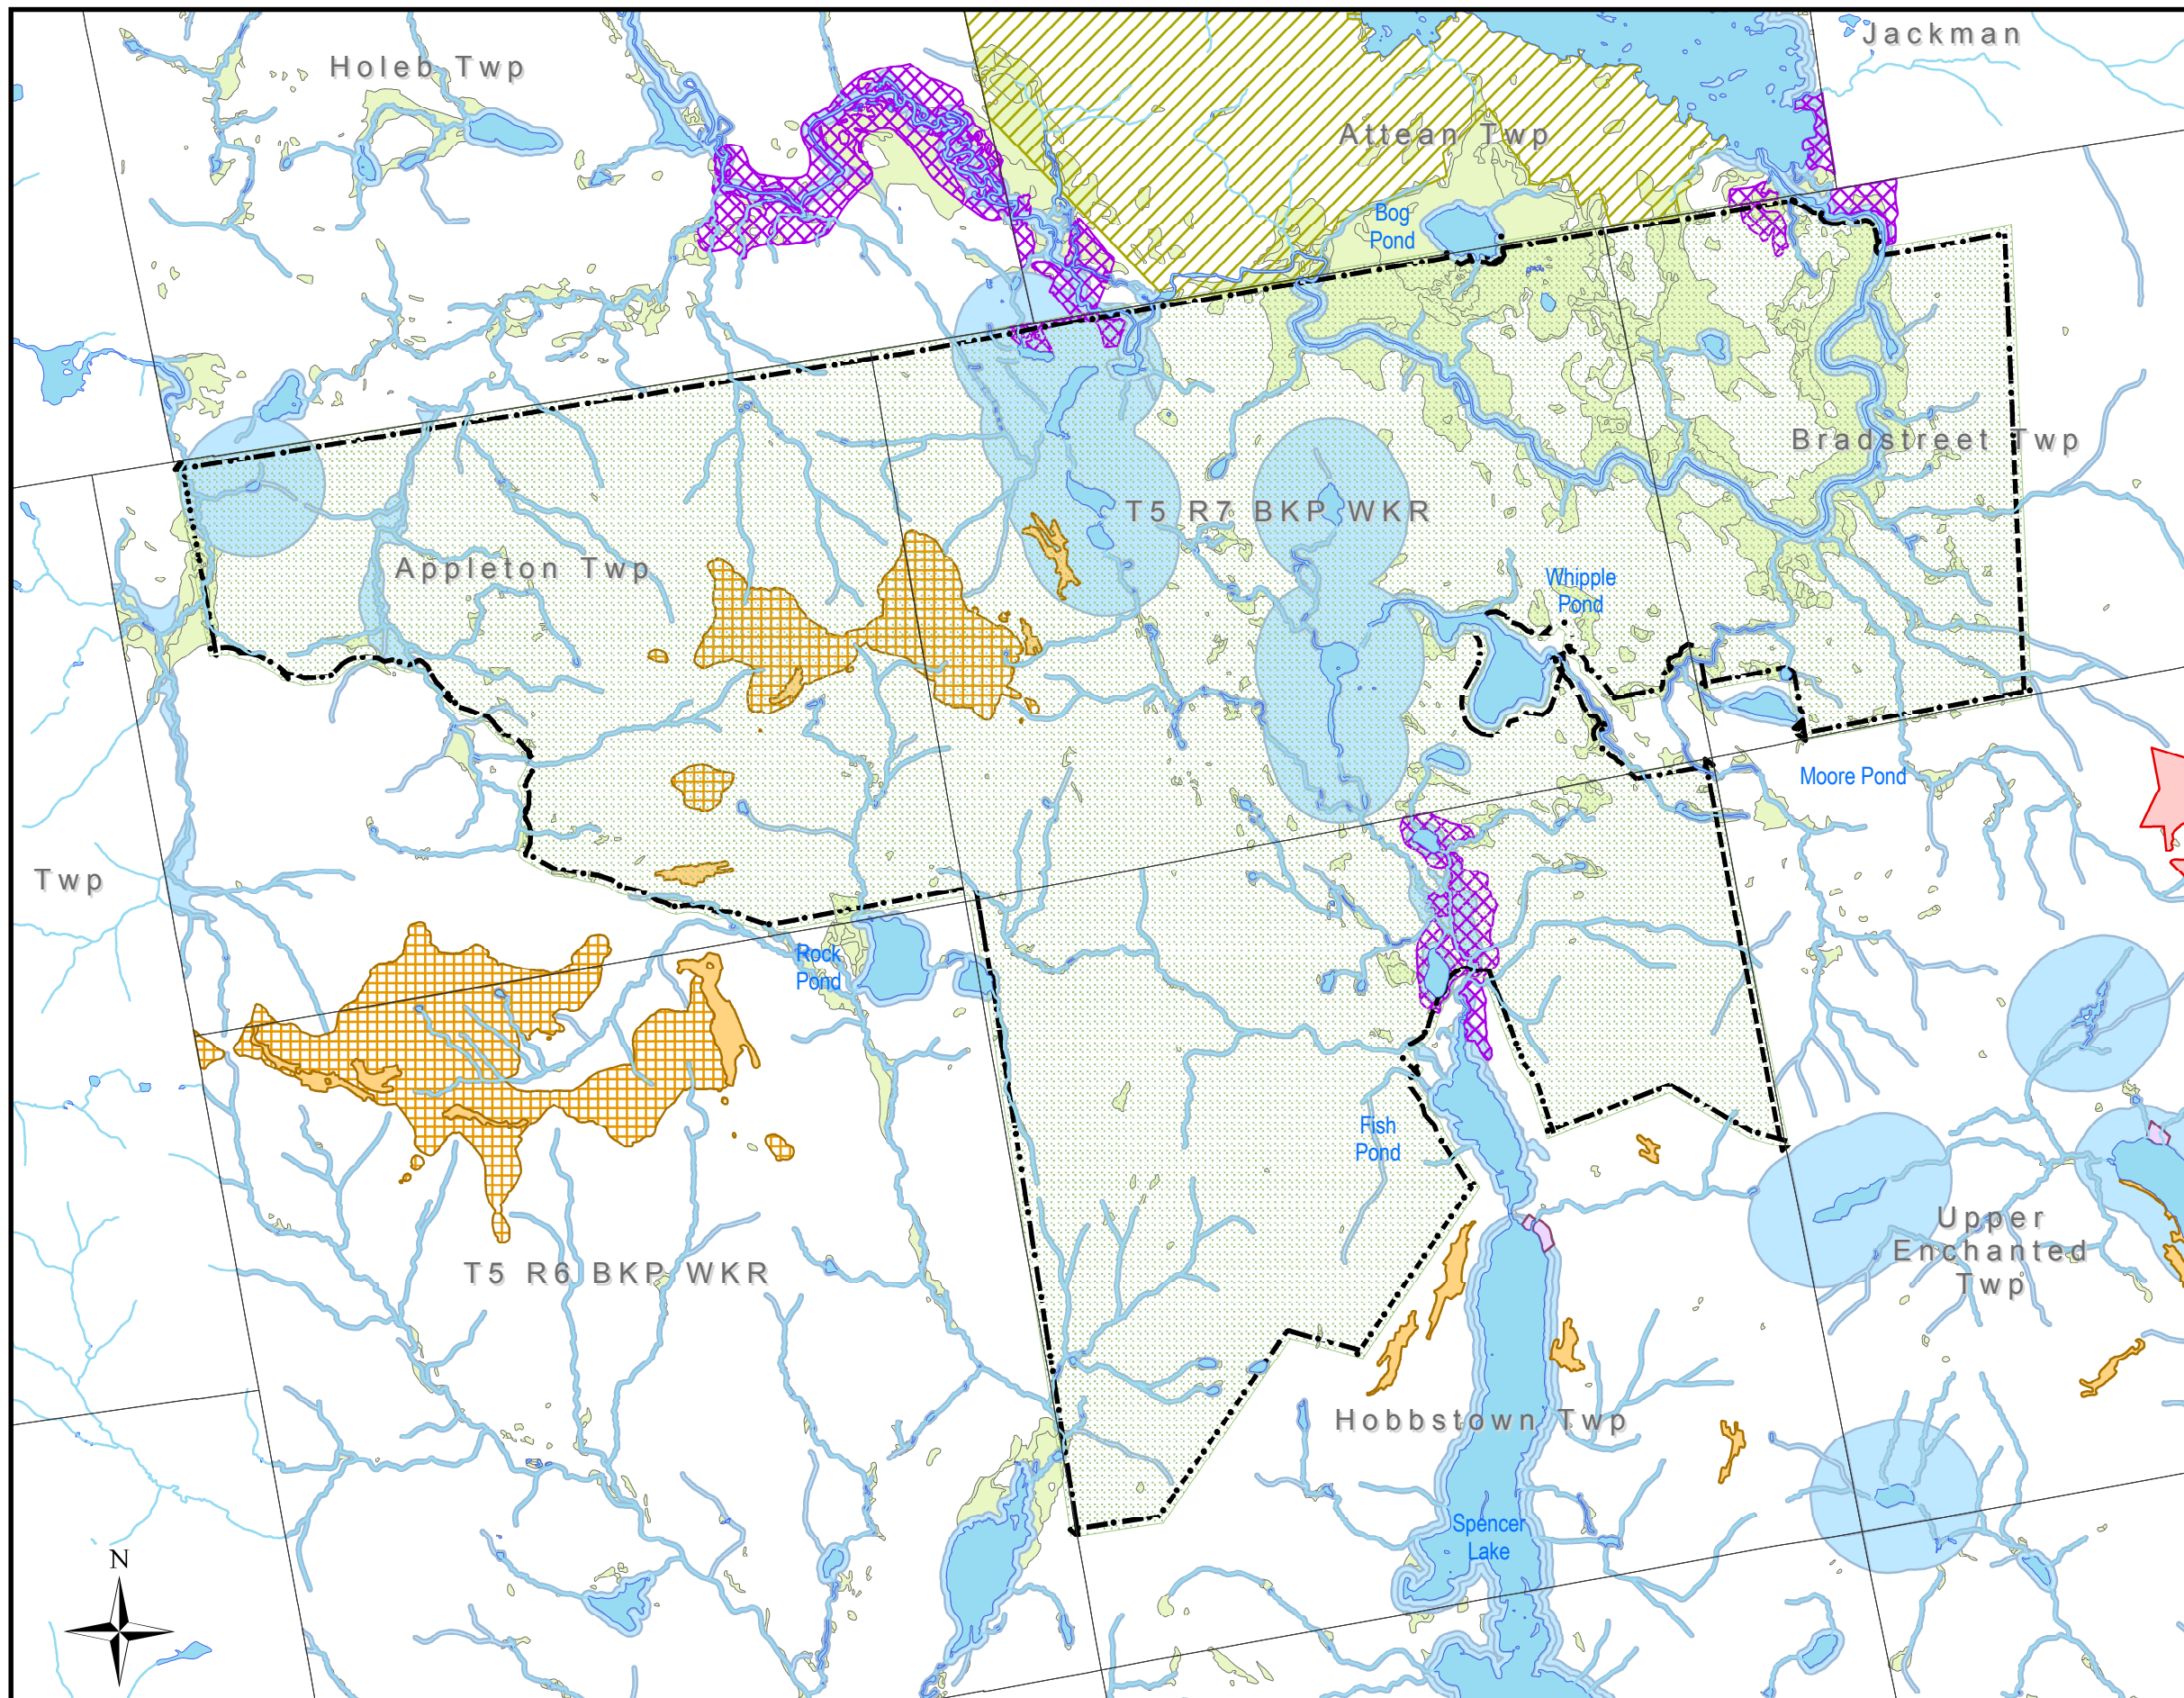 Jackman
Holeb Twp
Attean Twp
Bog
Pond
Bradstreet Twp
T5 R7 BKP WKR
Appleton Twp
Whipple
Pond
Moore Pond
Twp
Rock
Pond
Fish
Pond
Upper
Enchanted
Twp
T5 R6 BKP WKR
Hobbstown Twp
Spencer
Lake
N